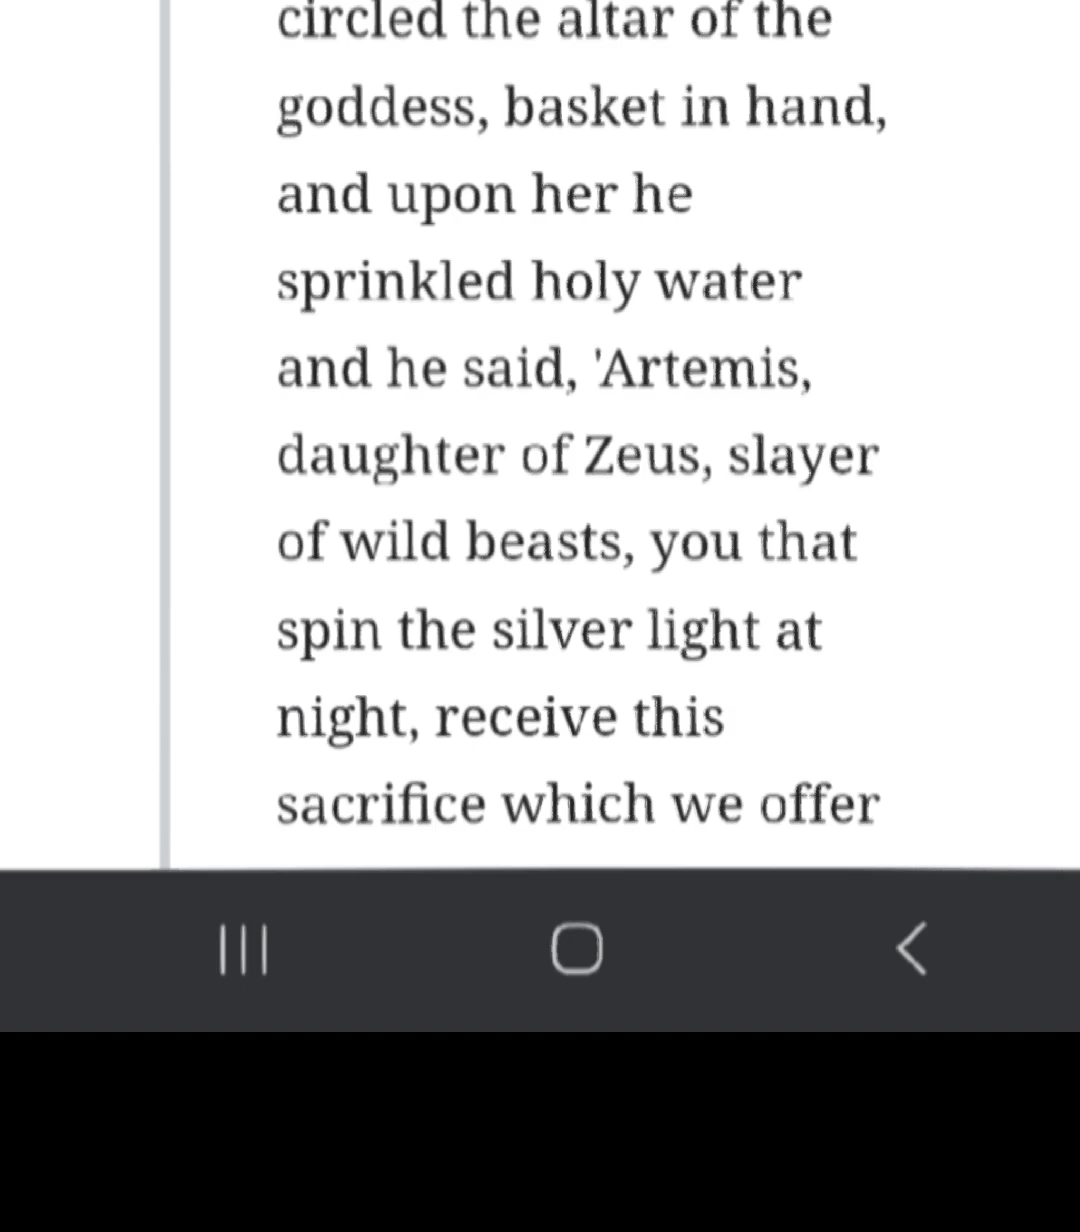 circled the altar of the
goddess, basket in hand,
and upon her he
sprinkled holy water
and he said, 'Artemis,
daughter of Zeus, slayer
of wild beasts, you that
spin the silver light at
night, receive this
sacrifice which we offer